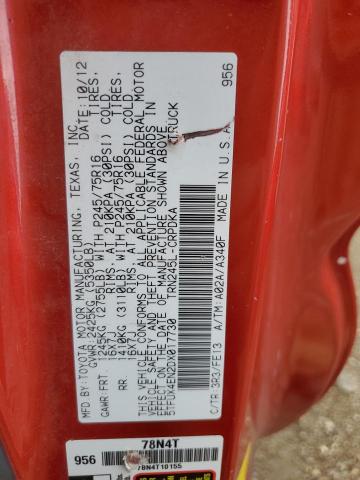 TOYOTA MOTOR MANUFACTURING, TEXAS, INC.
DATE: 10/12
GVWR: 2425KG (5350LB)
GAWR:FRT. 1245KG (2755LB) WITH P245/75R16 TIRES,
16X7J RIMS, AT 210KPA (30PSI) COLD
RR. 1410KG (3110LB) WITH P245/75R16 TIRES,
16X7J RIMS, AT 210KPA (30PSI) COLD
THIS VEHICLE CONFORMS TO ALL APPLICABLE FEDERAL MOTOR
VEHICLE SAFETY AND THEFT PREVENTION STANDARDS IN
EFFECT ON THE DATE OF MANUFACTURE SHOWN ABOVE.
5TFUX4EN2DX017730 TRUCK
TRN245L-CRPDKA
C/TR:3R3/FE13 A/TM:A02A/A340F MADE IN U.S.A.
956
956 78N4T
78N4T10155